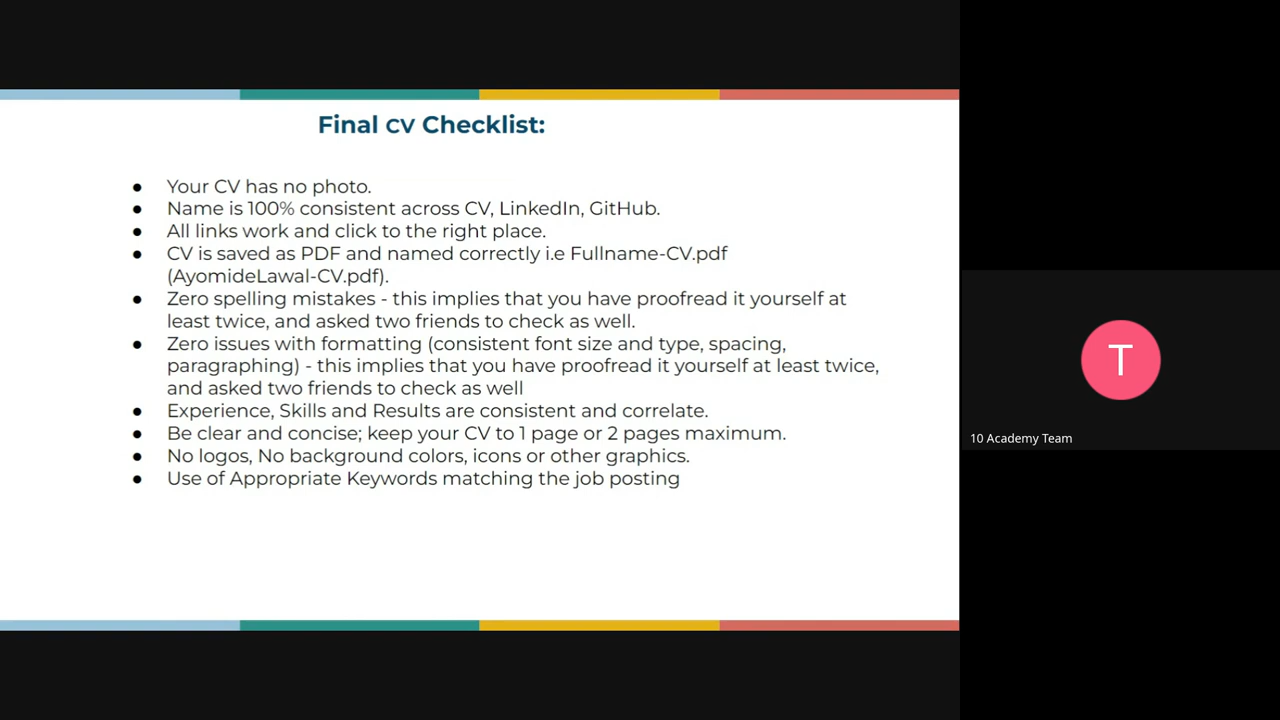 Final CV Checklist:
● Your CV has no photo.
● Name is 100% consistent across CV, LinkedIn, GitHub.
● All links work and click to the right place.
● CV is saved as PDF and named correctly i.e Fullname-CV.pdf
(AyomideLawal-CV.pdf).
● Zero spelling mistakes - this implies that you have proofread it yourself at
least twice, and asked two friends to check as well.
● Zero issues with formatting (consistent font size and type, spacing,
paragraphing) - this implies that you have proofread it yourself at least twice,
and asked two friends to check as well
● Experience, Skills and Results are consistent and correlate.
● Be clear and concise; keep your CV to 1 page or 2 pages maximum.
● No logos, No background colors, icons or other graphics.
● Use of Appropriate Keywords matching the job posting
T
10 Academy Team